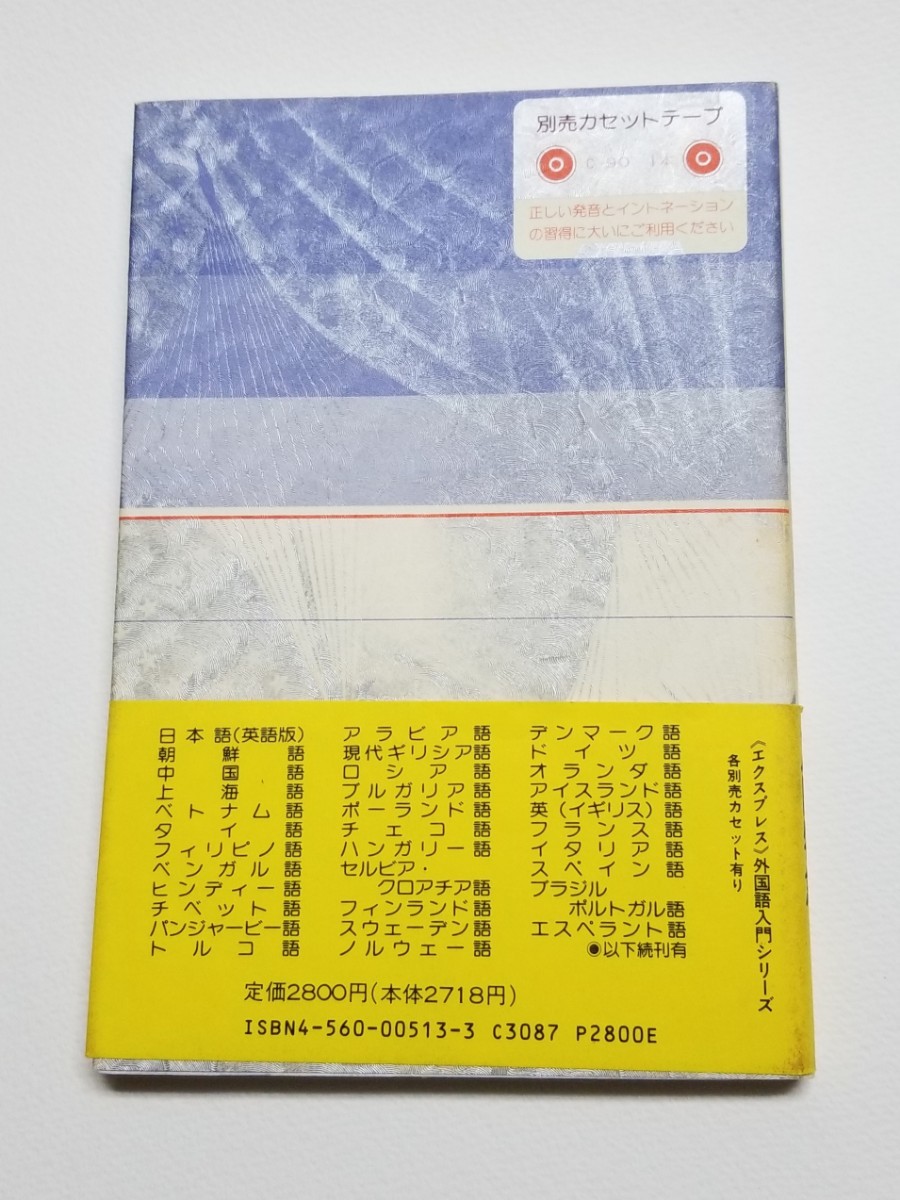 別売カセットテープ
C-90 1本
正しい発音とイントネーション
の習得に大いにご利用ください
日本語(英語版)
朝鮮語
中国語
上海語
ベトナム語
タイ語
フィリピノ語
ベンガル語
ヒンディー語
チベット語
パンジャービー語
トルコ語
アラビア語
現代ギリシア語
ロシア語
ブルガリア語
ポーランド語
チェコ語
ハンガリー語
セルビア・
クロアチア語
フィンランド語
スウェーデン語
ノルウェー語
デンマーク語
ドイツ語
オランダ語
アイスランド語
英(イギリス)語
フランス語
イタリア語
スペイン語
ブラジル
ポルトガル語
エスペラント語
●以下続刊有
《エクスプレス》外国語入門シリーズ
各別売カセット有り
定価2800円(本体2718円)
ISBN4-560-00513-3 C3087 P2800E